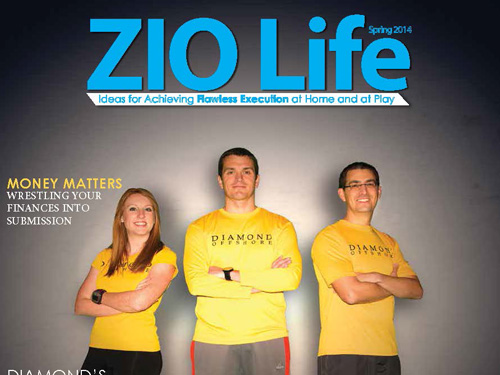 ZIO Life
Spring 2014
Ideas for Achieving Flawless Execution at Home and at Play
MONEY MATTERS
WRESTLING YOUR
FINANCES INTO
SUBMISSION
DIAMOND
OFFSHORE
DIAMOND
OFFSHORE
DIAMOND
OFFSHORE
DIAMOND'S